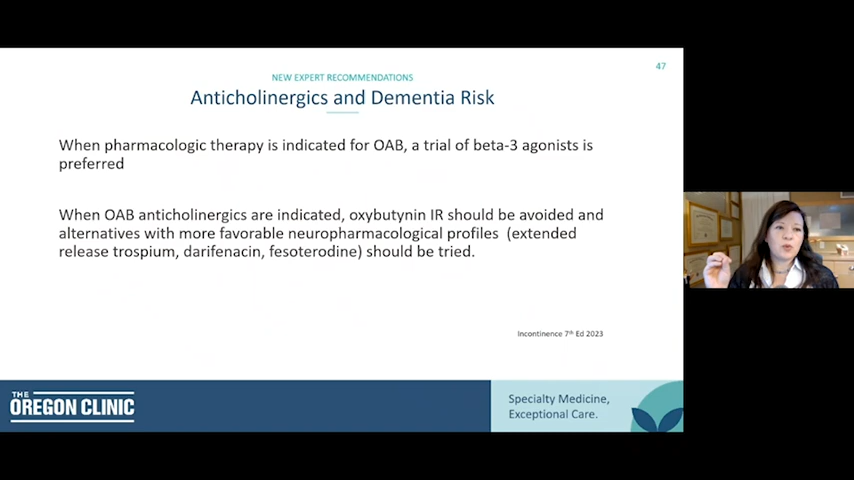 47
NEW EXPERT RECOMMENDATIONS
Anticholinergics and Dementia Risk
When pharmacologic therapy is indicated for OAB, a trial of beta-3 agonists is
preferred
When OAB anticholinergics are indicated, oxybutynin IR should be avoided and
alternatives with more favorable neuropharmacological profiles (extended
release trospium, darifenacin, fesoterodine) should be tried.
Incontinence 7th Ed 2023
THE
OREGON CLINIC
Specialty Medicine,
Exceptional Care.